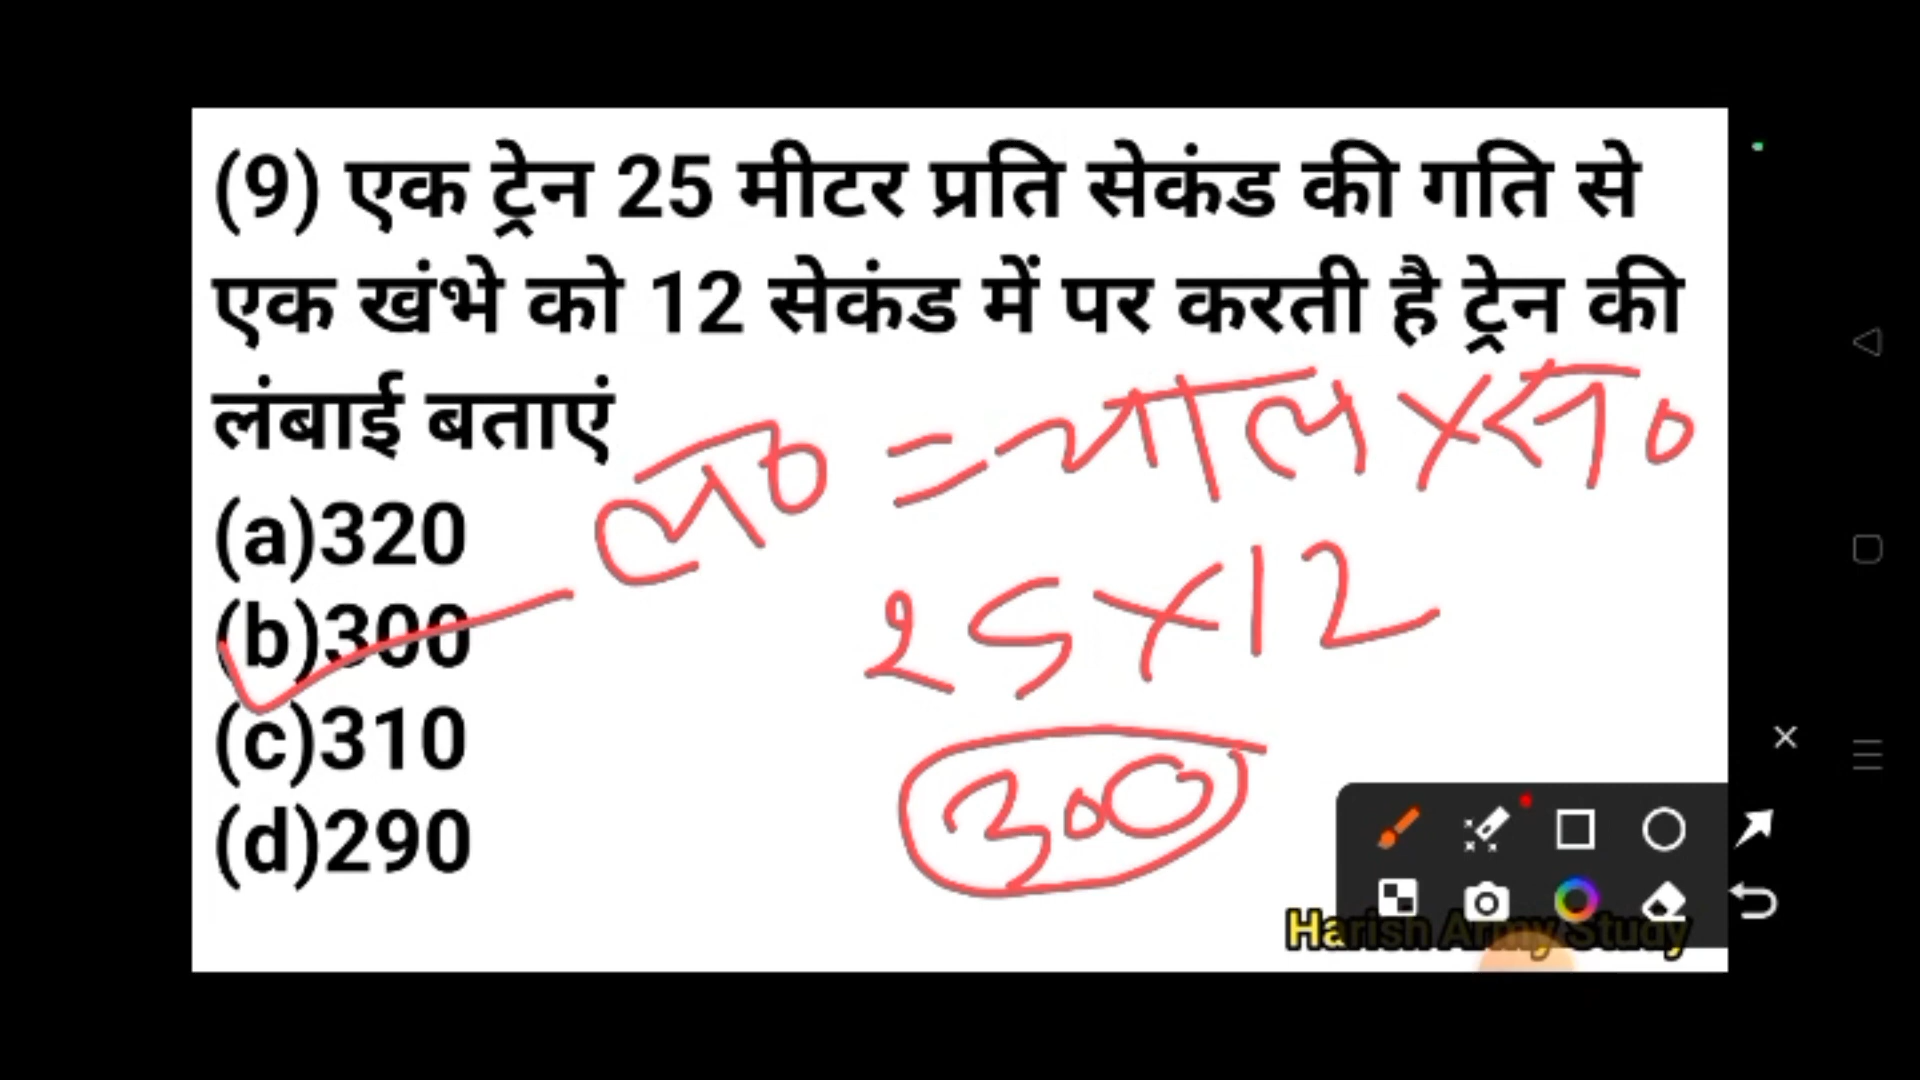 (9) एक ट्रेन 25 मीटर प्रति सेकंड की गति से
एक खंभे को 12 सेकंड में पर करती है ट्रेन की
लंबाई बताएं
ल० = चाल × स०
(a)320
(b)300
25 × 12
(c)310
300
(d)290
Harish Army Study